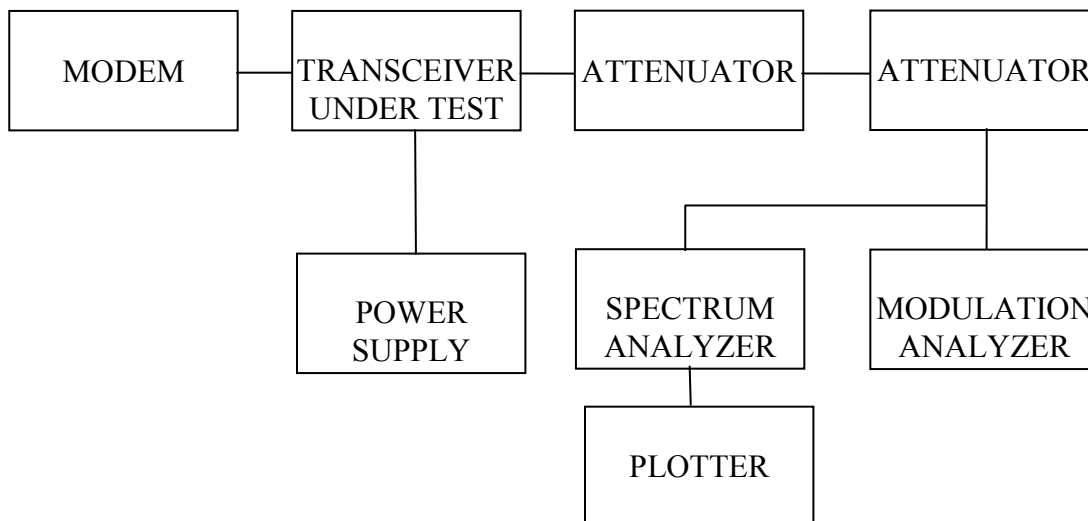 MODEM
TRANSCEIVER
UNDER TEST
ATTENUATOR
ATTENUATOR
POWER
SUPPLY
SPECTRUM
ANALYZER
MODULATION
ANALYZER
PLOTTER